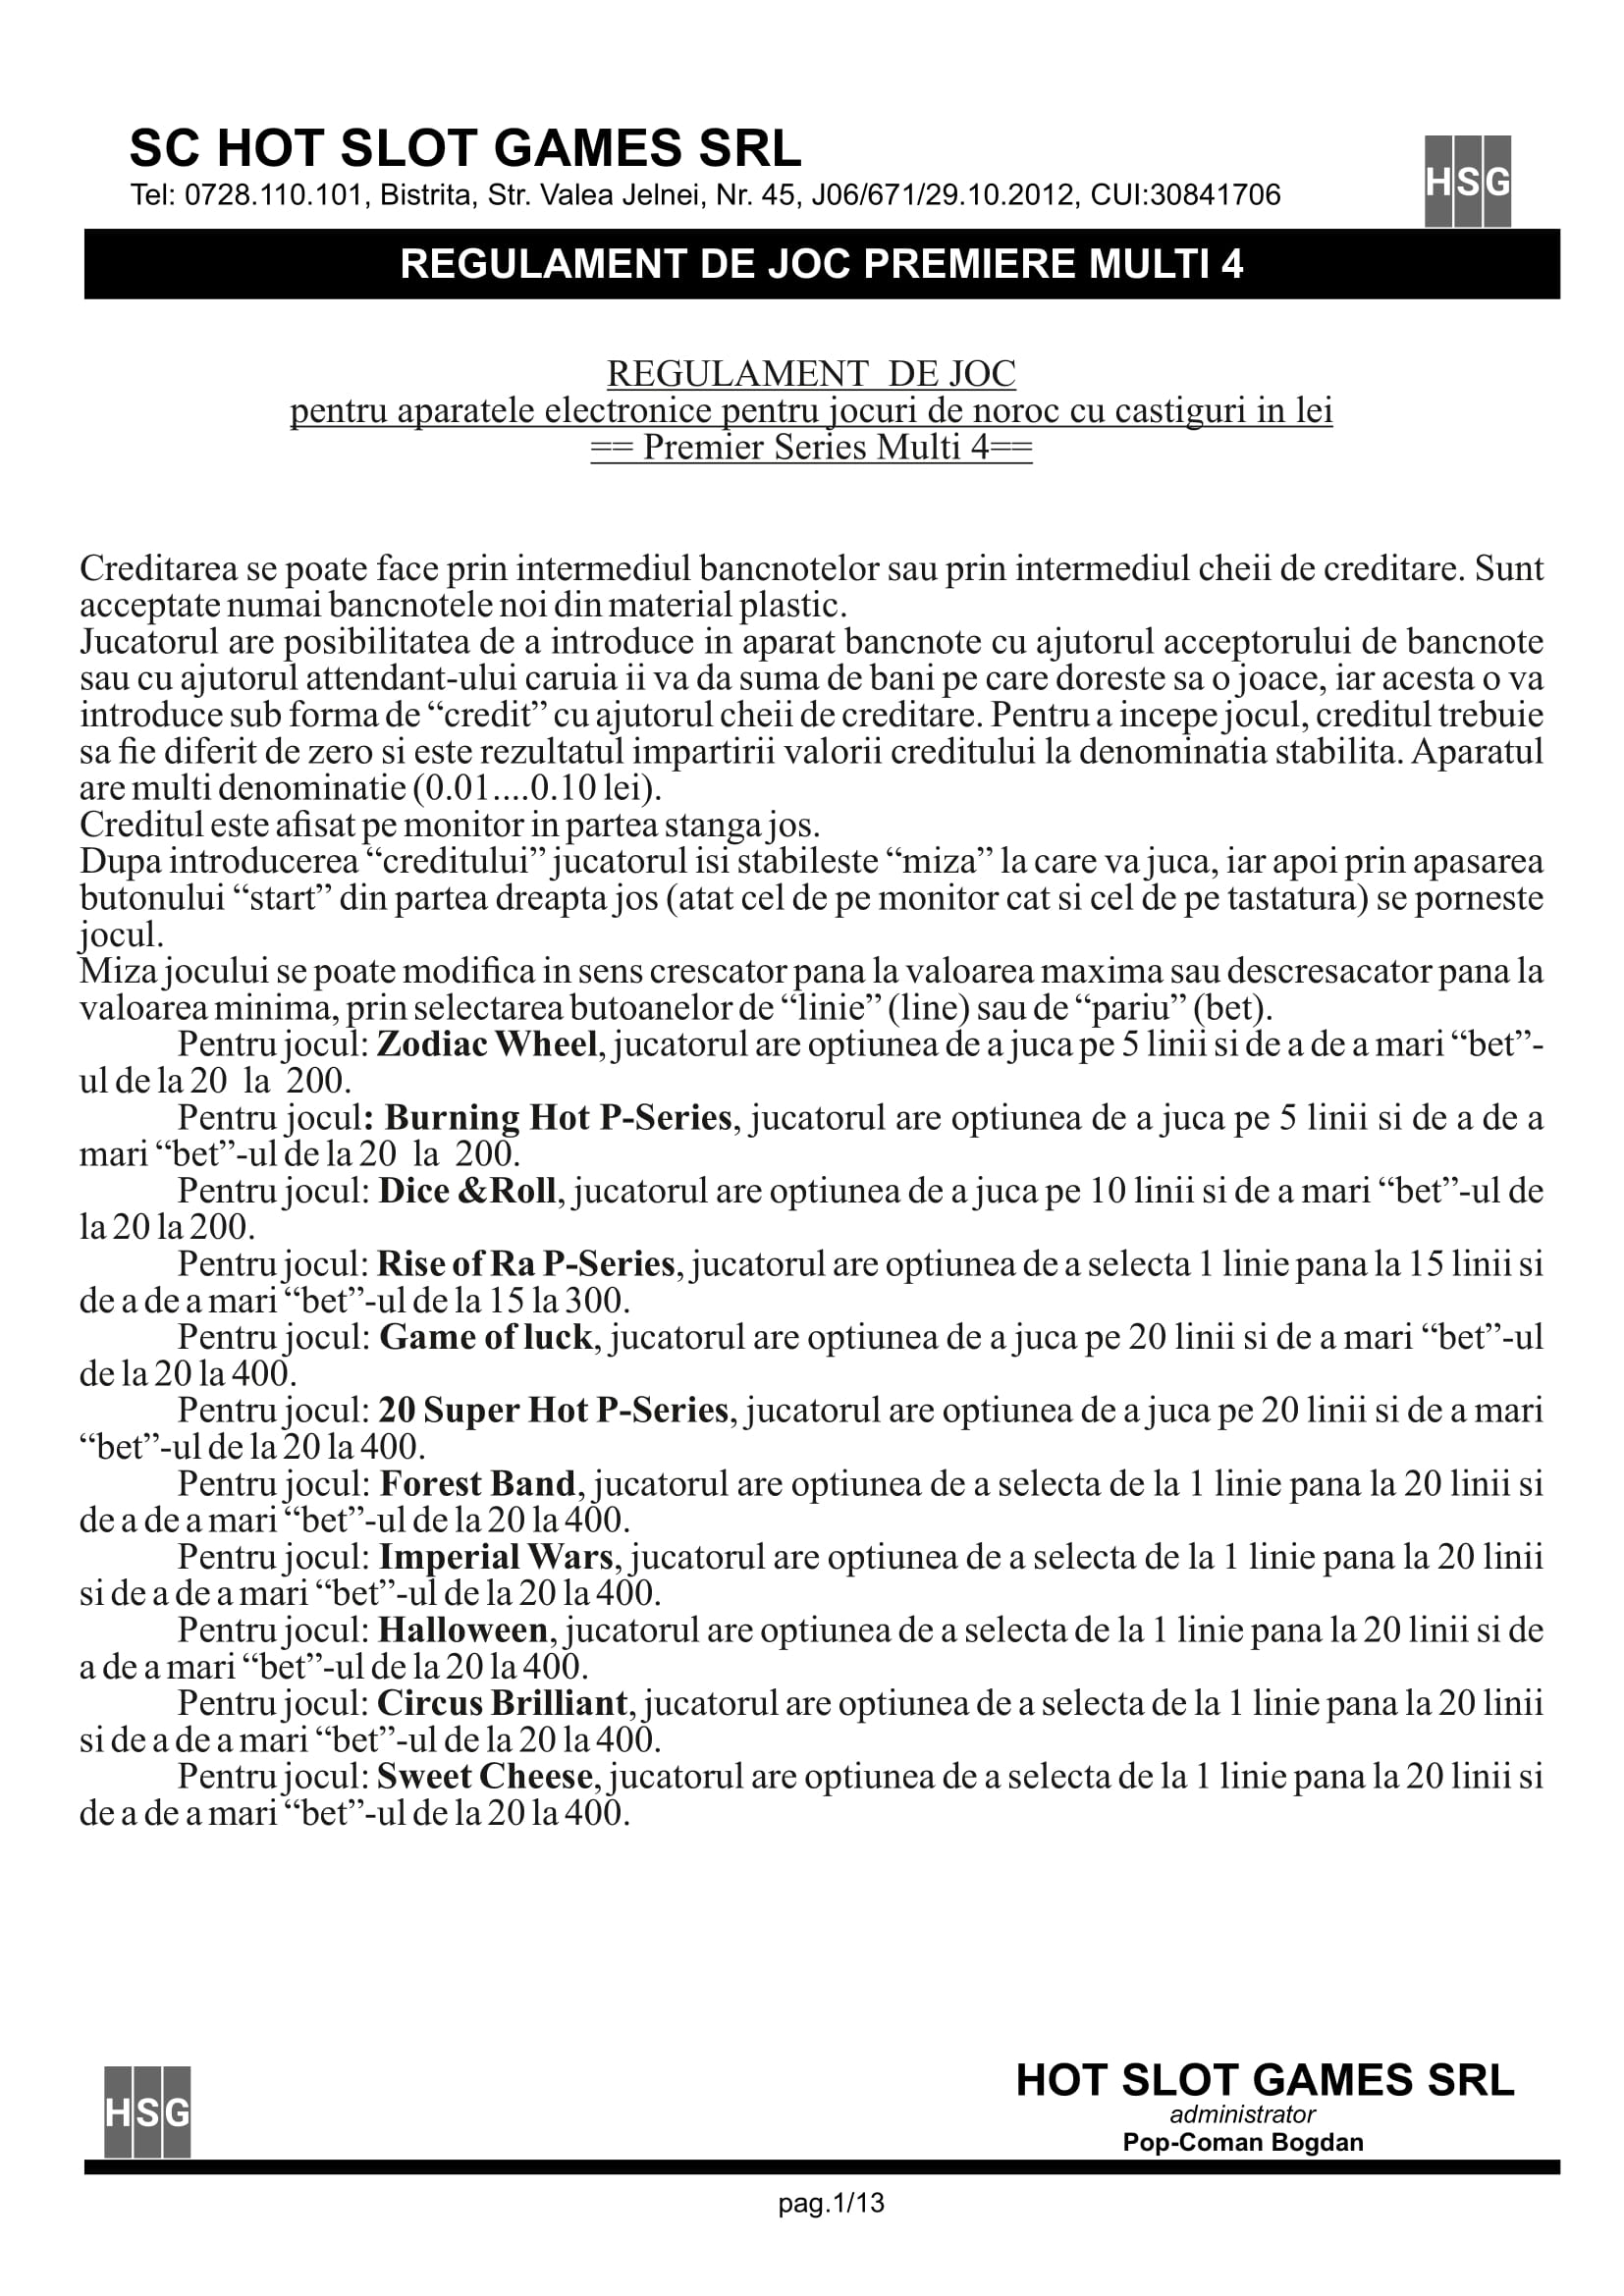 SC HOT SLOT GAMES SRL
Tel: 0728.110.101, Bistrita, Str. Valea Jelnei, Nr. 45, J06/671/29.10.2012, CUI:30841706
HSG
REGULAMENT DE JOC PREMIERE MULTI 4
REGULAMENT DE JOC
pentru aparatele electronice pentru jocuri de noroc cu castiguri in lei
== Premier Series Multi 4==
Creditarea se poate face prin intermediul bancnotelor sau prin intermediul cheii de creditare. Sunt
acceptate numai bancnotele noi din material plastic.
Jucatorul are posibilitatea de a introduce in aparat bancnote cu ajutorul acceptorului de bancnote
sau cu ajutorul attendant-ului caruia ii va da suma de bani pe care doreste sa o joace, iar acesta o va
introduce sub forma de “credit” cu ajutorul cheii de creditare. Pentru a incepe jocul, creditul trebuie
sa fie diferit de zero si este rezultatul impartirii valorii creditului la denominatia stabilita. Aparatul
are multi denominatie (0.01....0.10 lei).
Creditul este afisat pe monitor in partea stanga jos.
Dupa introducerea “creditului” jucatorul isi stabileste “miza” la care va juca, iar apoi prin apasarea
butonului “start” din partea dreapta jos (atat cel de pe monitor cat si cel de pe tastatura) se porneste
jocul.
Miza jocului se poate modifica in sens crescator pana la valoarea maxima sau descresacator pana la
valoarea minima, prin selectarea butoanelor de “linie” (line) sau de “pariu” (bet).
Pentru jocul: Zodiac Wheel, jucatorul are optiunea de a juca pe 5 linii si de a de a mari “bet”-
ul de la 20 la 200.
Pentru jocul: Burning Hot P-Series, jucatorul are optiunea de a juca pe 5 linii si de a de a
mari “bet”-ul de la 20 la 200.
Pentru jocul: Dice &Roll, jucatorul are optiunea de a juca pe 10 linii si de a mari “bet”-ul de
la 20 la 200.
Pentru jocul: Rise of Ra P-Series, jucatorul are optiunea de a selecta 1 linie pana la 15 linii si
de a de a mari “bet”-ul de la 15 la 300.
Pentru jocul: Game of luck, jucatorul are optiunea de a juca pe 20 linii si de a mari “bet”-ul
de la 20 la 400.
Pentru jocul: 20 Super Hot P-Series, jucatorul are optiunea de a juca pe 20 linii si de a mari
“bet”-ul de la 20 la 400.
Pentru jocul: Forest Band, jucatorul are optiunea de a selecta de la 1 linie pana la 20 linii si
de a de a mari “bet”-ul de la 20 la 400.
Pentru jocul: Imperial Wars, jucatorul are optiunea de a selecta de la 1 linie pana la 20 linii
si de a de a mari “bet”-ul de la 20 la 400.
Pentru jocul: Halloween, jucatorul are optiunea de a selecta de la 1 linie pana la 20 linii si de
a de a mari “bet”-ul de la 20 la 400.
Pentru jocul: Circus Brilliant, jucatorul are optiunea de a selecta de la 1 linie pana la 20 linii
si de a de a mari “bet”-ul de la 20 la 400.
Pentru jocul: Sweet Cheese, jucatorul are optiunea de a selecta de la 1 linie pana la 20 linii si
de a de a mari “bet”-ul de la 20 la 400.
HSG
HOT SLOT GAMES SRL
administrator
Pop-Coman Bogdan
pag.1/13